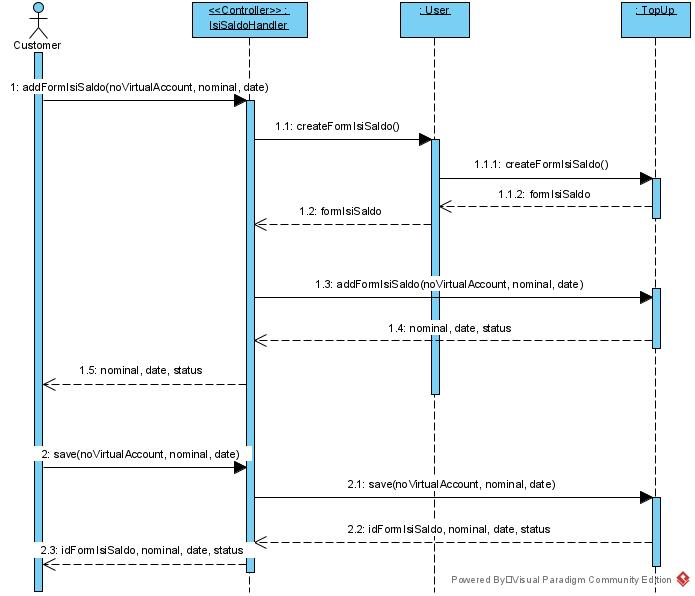 <<Controller>> :
IsiSaldoHandler
: User
: TopUp
Customer
1: addFormIsiSaldo(noVirtualAccount, nominal, date)
1.1: createFormIsiSaldo()
1.1.1: createFormIsiSaldo()
1.1.2: formIsiSaldo
1.2: formIsiSaldo
1.3: addFormIsiSaldo(noVirtualAccount, nominal, date)
1.4: nominal, date, status
1.5: nominal, date, status
2: save(noVirtualAccount, nominal, date)
2.1: save(noVirtualAccount, nominal, date)
2.2: idFormIsiSaldo, nominal, date, status
2.3: idFormIsiSaldo, nominal, date, status
Powered By Visual Paradigm Community Edition